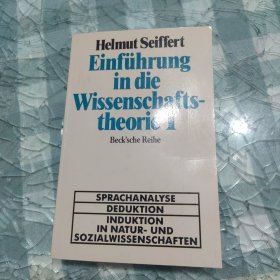 Helmut Seiffert
Einführung
in die
Wissenschafts-
theorie 1
Beck'sche Reihe
SPRACHANALYSE
DEDUKTION
INDUKTION
IN NATUR- UND
SOZIALWISSENSCHAFTEN